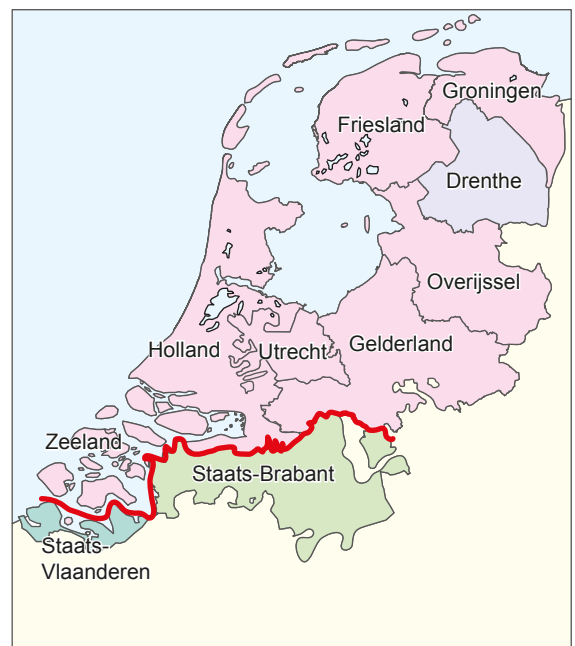 Groningen
Friesland
Drenthe
Overijssel
Holland
Utrecht
Gelderland
Zeeland
Staats-Brabant
Staats-
Vlaanderen